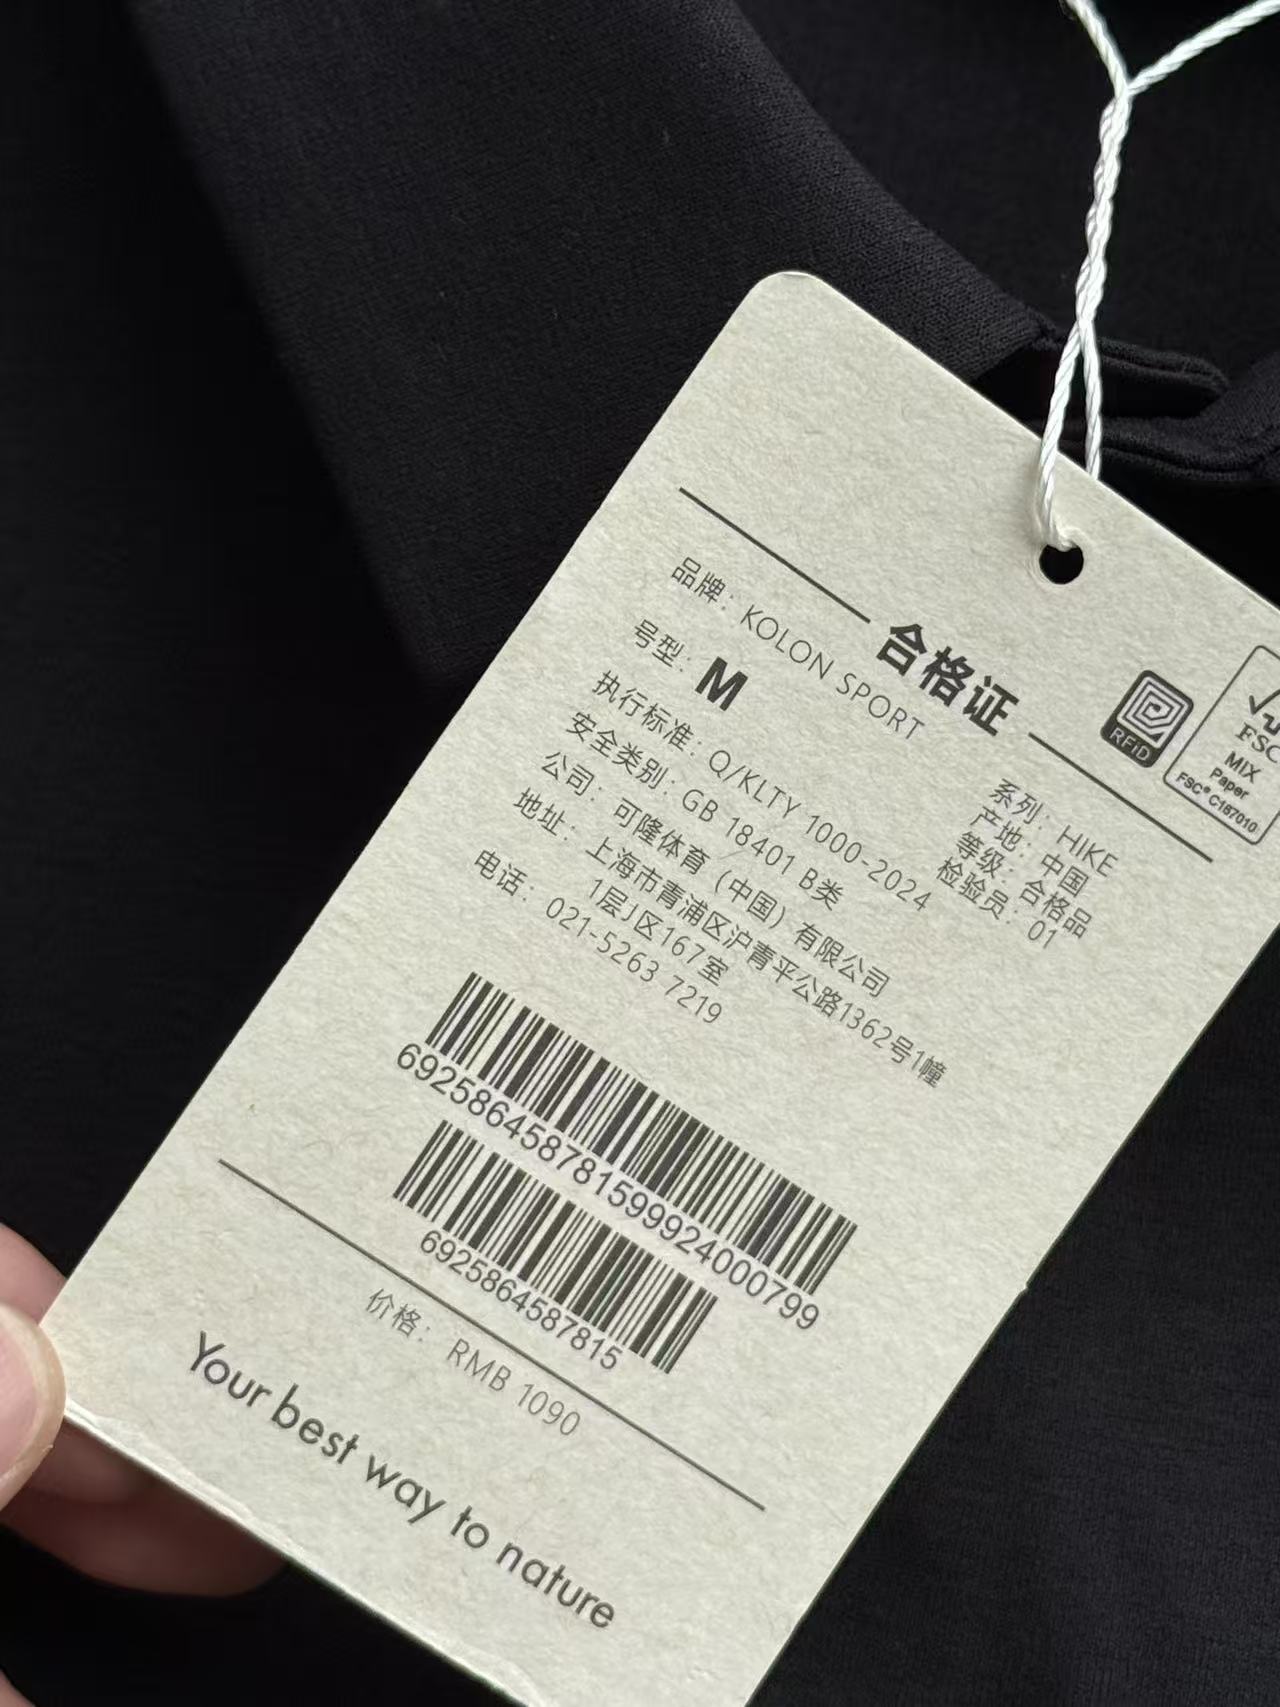 合格证
RFiD
FSC
MIX
Paper
FSC® C187010
品牌：KOLON SPORT
号型：M
执行标准：Q/KLTY 1000-2024
安全类别：GB 18401 B类
系列：HIKE
产地：中国
等级：合格品
检验员：01
公司：可隆体育（中国）有限公司
地址：上海市青浦区沪青平公路1362号1幢
1层J区167室
电话：021-5263 7219
692586458781599924000799
6925864587815
价格： RMB 1090
Your best way to nature